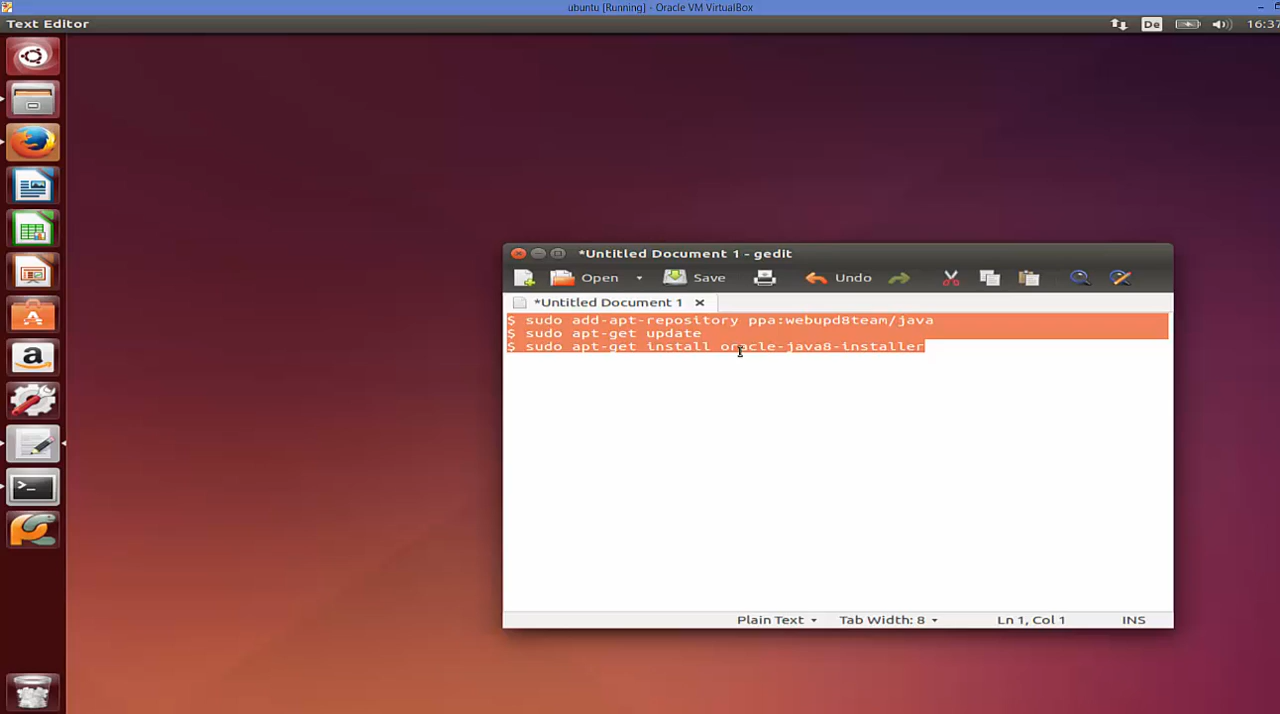 ubuntu [Running] - Oracle VM VirtualBox
Text Editor
De
16:37
*Untitled Document 1 - gedit
Open
Save
Undo
*Untitled Document 1
$ sudo add-apt-repository ppa:webupd8team/java
$ sudo apt-get update
$ sudo apt-get install oracle-java8-installer
Plain Text
Tab Width: 8
Ln 1, Col 1
INS